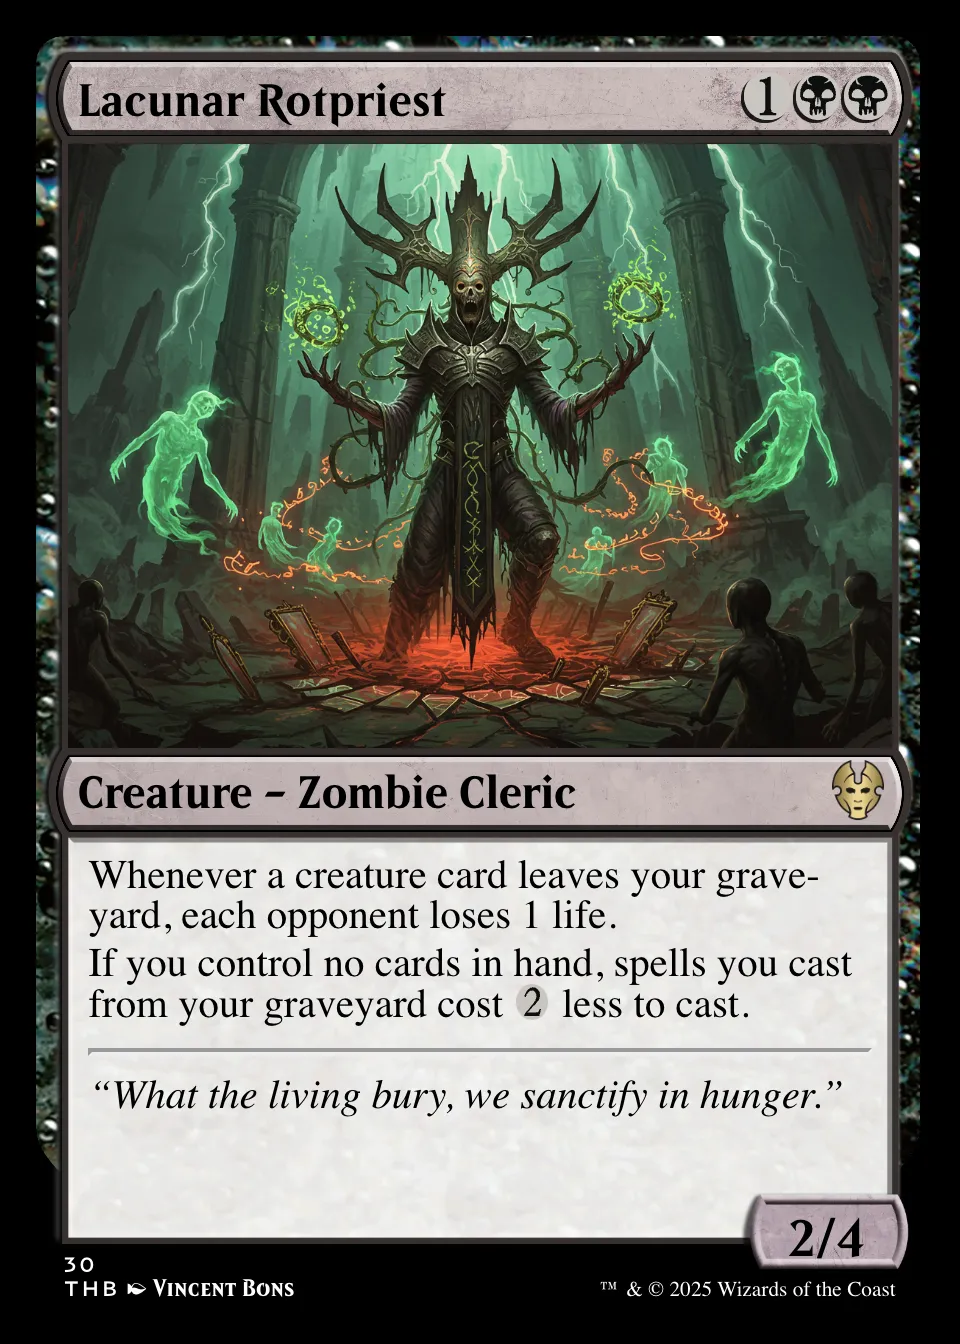 Lacunar Rotpriest 1
Creature – Zombie Cleric
Whenever a creature card leaves your grave-
yard, each opponent loses 1 life.
If you control no cards in hand, spells you cast
from your graveyard cost 2 less to cast.
“What the living bury, we sanctify in hunger.”
2/4
30
THB Vincent Bons
™ & © 2025 Wizards of the Coast